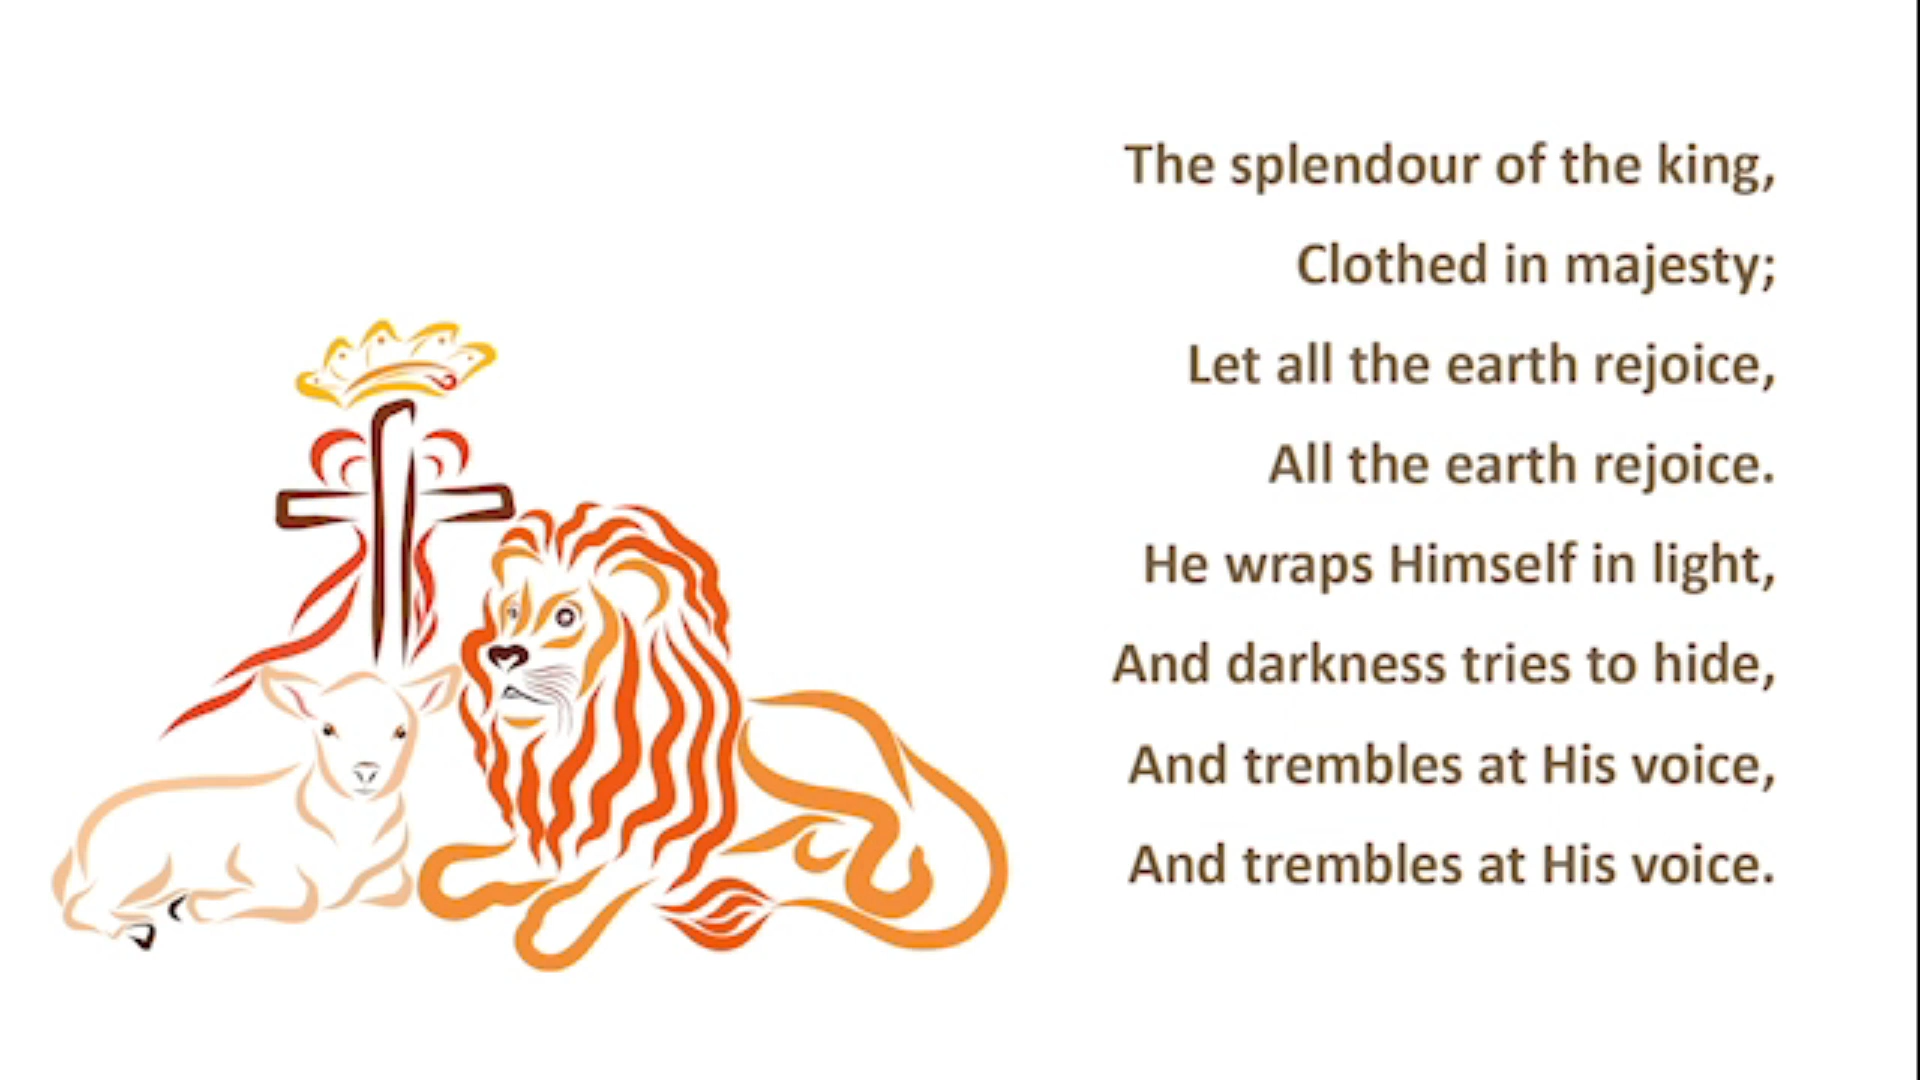 The splendour of the king,
Clothed in majesty;
Let all the earth rejoice,
All the earth rejoice.
He wraps Himself in light,
And darkness tries to hide,
And trembles at His voice,
And trembles at His voice.